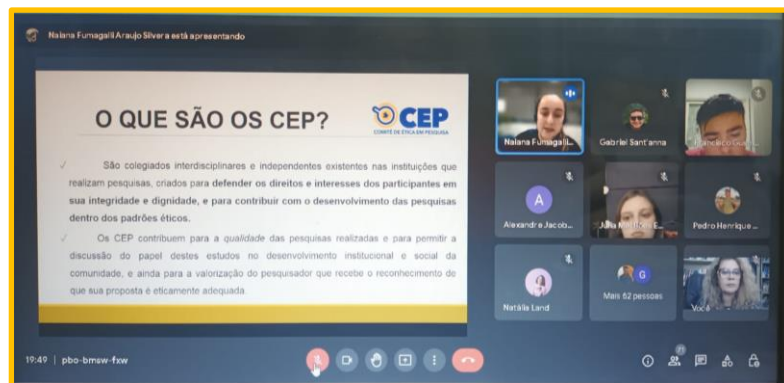 Naiana Fumagalli Araujo Silvera está apresentando
O QUE SÃO OS CEP?
CEP
COMITÊ DE ÉTICA EM PESQUISA
✓ São colegiados interdisciplinares e independentes existentes nas instituições que
realizam pesquisas, criados para defender os direitos e interesses dos participantes em
sua integridade e dignidade, e para contribuir com o desenvolvimento das pesquisas
dentro dos padrões éticos.
✓ Os CEP contribuem para a qualidade das pesquisas realizadas e para permitir a
discussão do papel destes estudos no desenvolvimento institucional e social da
comunidade, e ainda para a valorização do pesquisador que recebe o reconhecimento de
que sua proposta é eticamente adequada.
Naiana Fumagalli...
Gabriel Sant'anna
A
Alexandre Jacob...
Pedro Henrique...
Natália Land
G
Mais 62 pessoas
Você
19:49 | pbo-bmsw-fxw